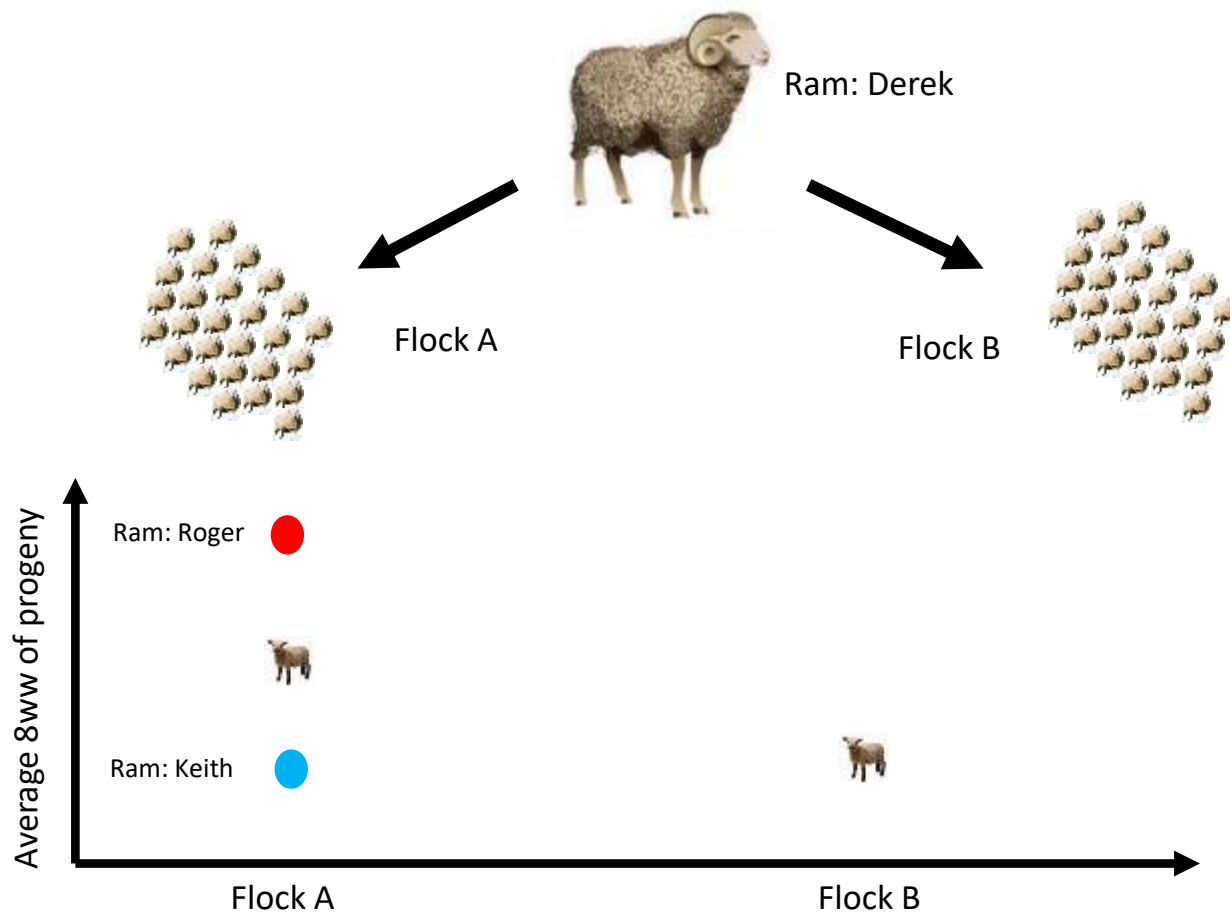 Ram: Derek
Flock A
Flock B
Average 8ww of progeny
Ram: Roger
Ram: Keith
Flock A
Flock B